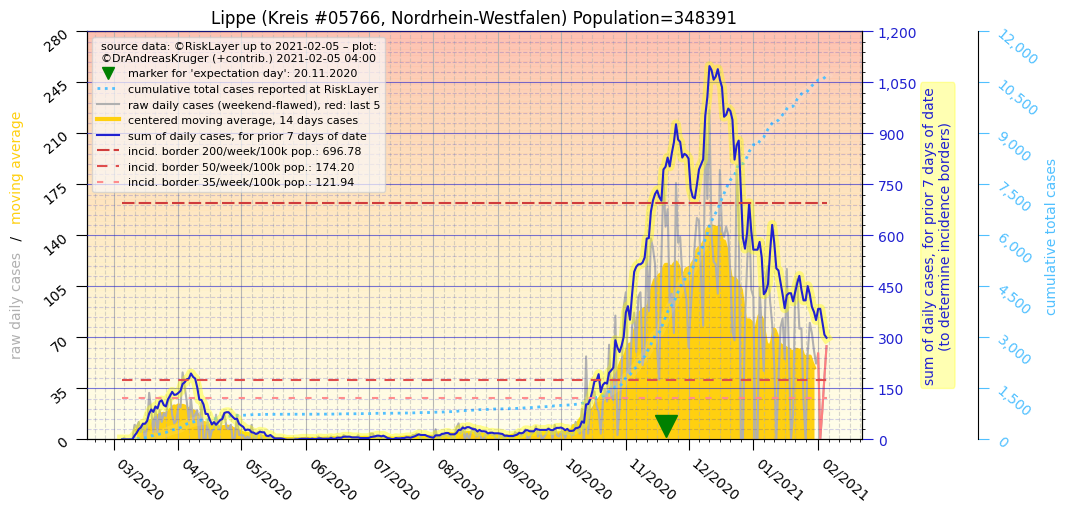 Lippe (Kreis #05766, Nordrhein-Westfalen) Population=348391
source data: ©RiskLayer up to 2021-02-05 – plot:
©DrAndreasKruger (+contrib.) 2021-02-05 04:00
marker for 'expectation day': 20.11.2020
cumulative total cases reported at RiskLayer
raw daily cases (weekend-flawed), red: last 5
centered moving average, 14 days cases
sum of daily cases, for prior 7 days of date
incid. border 200/week/100k pop.: 696.78
incid. border 50/week/100k pop.: 174.20
incid. border 35/week/100k pop.: 121.94
raw daily cases / moving average
280
245
210
175
140
105
70
35
0
03/2020
04/2020
05/2020
06/2020
07/2020
08/2020
09/2020
10/2020
11/2020
12/2020
01/2021
02/2021
1,200
1,050
900
750
600
450
300
150
0
sum of daily cases, for prior 7 days of date
(to determine incidence borders)
12,000
10,500
9,000
7,500
6,000
4,500
3,000
1,500
0
cumulative total cases